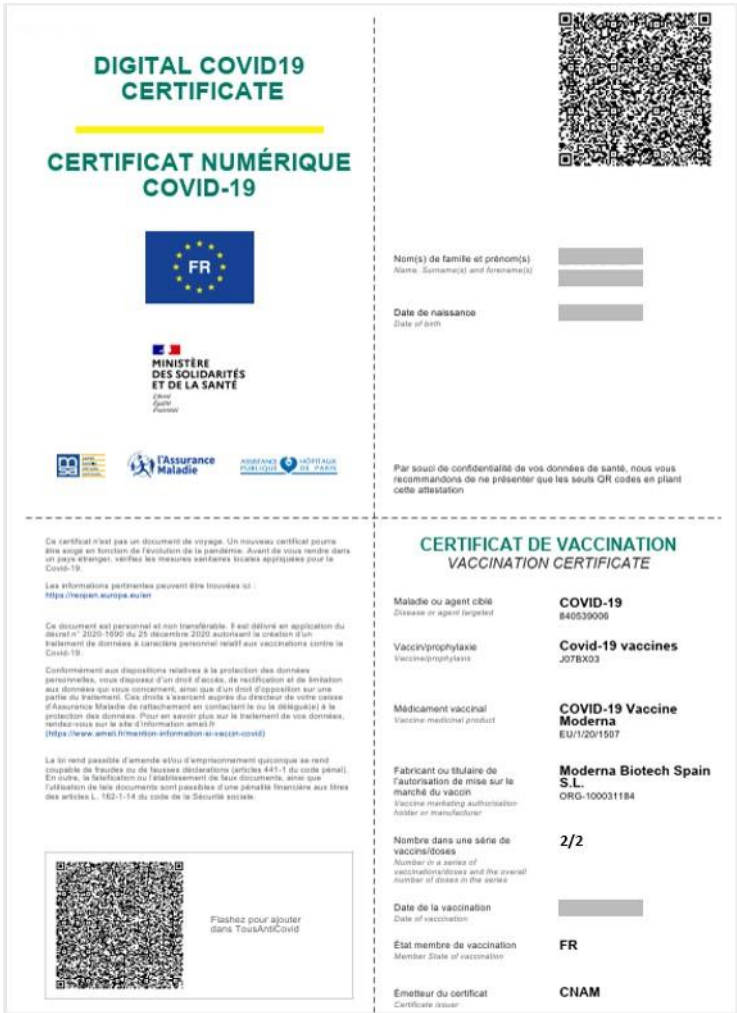 DIGITAL COVID19
CERTIFICATE
CERTIFICAT NUMÉRIQUE
COVID-19
FR
MINISTÈRE
DES SOLIDARITÉS
ET DE LA SANTÉ
Liberté
Égalité
Fraternité
l'Assurance
Maladie
ASSISTANCE
PUBLIQUE
HÔPITAUX
DE PARIS
Nom(s) de famille et prénom(s)
Name. Surname(s) and forename(s)
Date de naissance
Date of birth
Par souci de confidentialité de vos données de santé, nous vous
recommandons de ne présenter que les seuls QR codes en pliant
cette attestation
Ce certificat n'est pas un document de voyage. Un nouveau certificat pourra
être exigé en fonction de l'évolution de la pandémie. Avant de vous rendre dans
un pays étranger, vérifiez les mesures sanitaires locales appliquées pour la
Covid-19.
Les informations pertinentes peuvent être trouvées ici :
https://reopen.europa.eu/en
Ce document est personnel et non transférable. Il est délivré en application du
décret n° 2020-1690 du 25 décembre 2020 autorisant la création d'un
traitement de données à caractère personnel relatif aux vaccinations contre la
Covid-19.
Conformément aux dispositions relatives à la protection des données
personnelles, vous disposez d'un droit d'accès, de rectification et de limitation
aux données qui vous concernent, ainsi que d'un droit d'opposition sur une
partie du traitement. Ces droits s'exercent auprès du directeur de votre caisse
d'Assurance Maladie de rattachement en contactant le ou la délégué(e) à la
protection des données. Pour en savoir plus sur le traitement de vos données,
rendez-vous sur le site d'information ameli.fr
(https://www.ameli.fr/mention-information-si-vaccin-covid)
La loi rend passible d'amende et/ou d'emprisonnement quiconque se rend
coupable de fraudes ou de fausses déclarations (articles 441-1 du code pénal).
En outre, la falsification ou l'établissement de faux documents, ainsi que
l'utilisation de tels documents sont passibles d'une pénalité financière aux titres
des articles L. 162-1-14 du code de la Sécurité sociale.
Flashez pour ajouter
dans TousAntiCovid
CERTIFICAT DE VACCINATION
VACCINATION CERTIFICATE
Maladie ou agent ciblé
Disease or agent targeted
COVID-19
840539006
Vaccin/prophylaxie
Vaccine/prophylaxis
Covid-19 vaccines
J07BX03
Médicament vaccinal
Vaccine medicinal product
COVID-19 Vaccine
Moderna
EU/1/20/1507
Fabricant ou titulaire de
l'autorisation de mise sur le
marché du vaccin
Vaccine marketing authorisation
holder or manufacturer
Moderna Biotech Spain
S.L.
ORG-100031184
Nombre dans une série de
vaccins/doses
Number in a series of
vaccinations/doses and the overall
number of doses in the series
2/2
Date de la vaccination
Date of vaccination
État membre de vaccination
Member State of vaccination
FR
Émetteur du certificat
Certificate issuer
CNAM